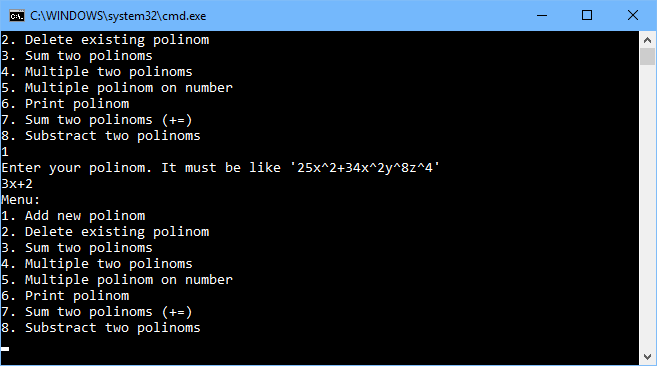 C:\WINDOWS\system32\cmd.exe
2. Delete existing polinom
3. Sum two polinoms
4. Multiple two polinoms
5. Multiple polinom on number
6. Print polinom
7. Sum two polinoms (+=)
8. Substract two polinoms
1
Enter your polinom. It must be like '25x^2+34x^2y^8z^4'
3x+2
Menu:
1. Add new polinom
2. Delete existing polinom
3. Sum two polinoms
4. Multiple two polinoms
5. Multiple polinom on number
6. Print polinom
7. Sum two polinoms (+=)
8. Substract two polinoms